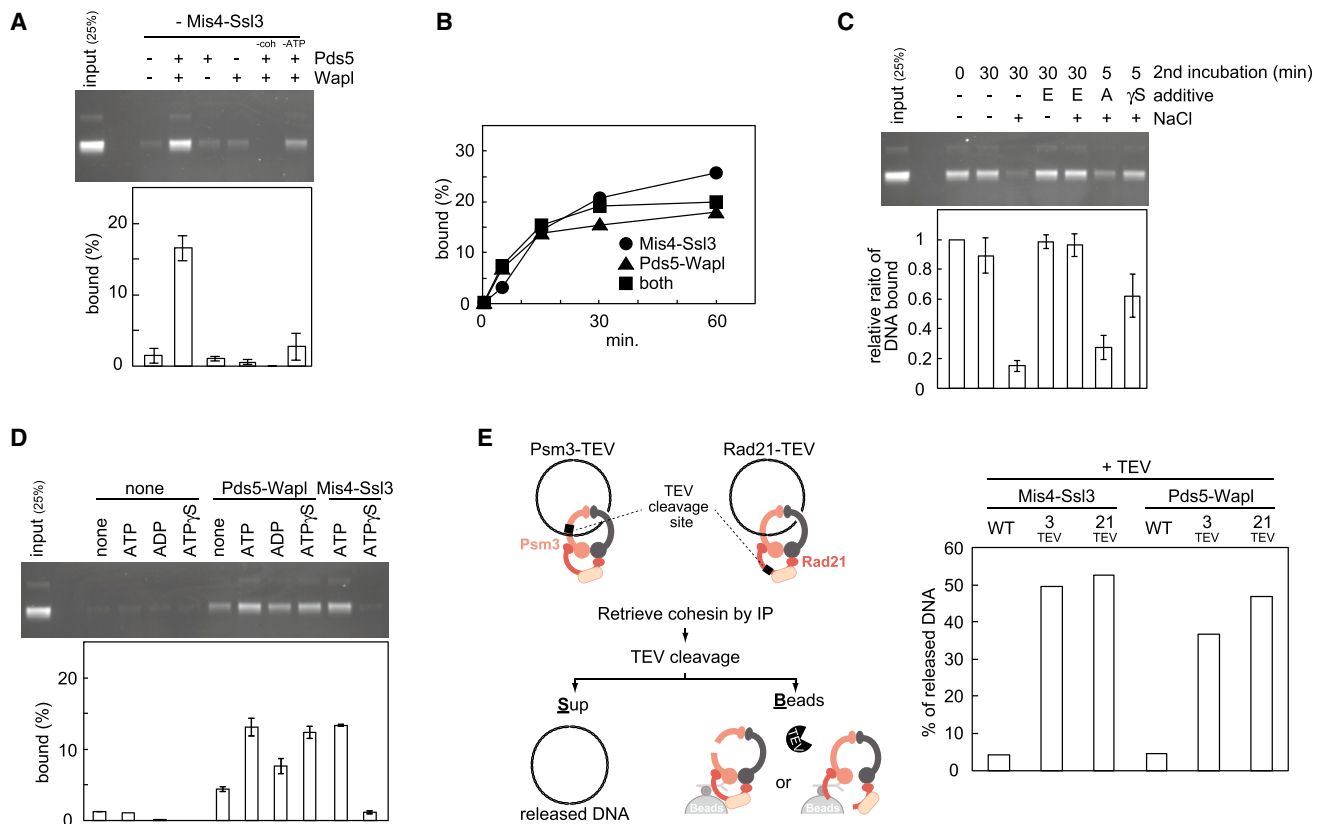 A
- Mis4-Ssl3
-coh -ATP
input (25%)
- + + - + + Pds5
- + - + + + Wapl
bound (%)
20
10
0
B
bound (%)
30
20
10
0
0 30 60
min.
Mis4-Ssl3
Pds5-Wapl
both
C
input (25%)
0 30 30 30 30 5 5 2nd incubation (min)
- - - E E A γS additive
- - + - + + + NaCl
relative raito of
DNA bound
1
0.8
0.6
0.4
0.2
0
D
none Pds5-Wapl Mis4-Ssl3
input (25%)
none ATP ADP ATPγS none ATP ADP ATPγS ATP ATPγS
bound (%)
20
10
0
E
Psm3-TEV Rad21-TEV
TEV
cleavage
site
Psm3
Rad21
Retrieve cohesin by IP
TEV cleavage
Sup Beads
TEV
or
Beads Beads
released DNA
+ TEV
Mis4-Ssl3 Pds5-Wapl
WT 3 TEV 21 TEV WT 3 TEV 21 TEV
% of released DNA
60
50
40
30
20
10
0